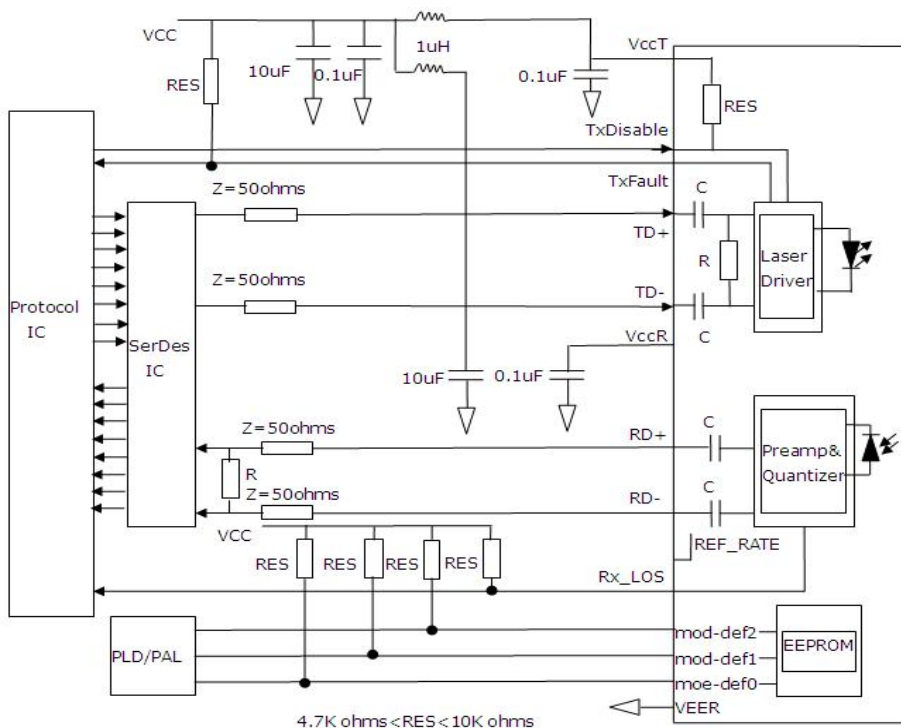 VCC
1uH
VccT
10uF
0.1uF
0.1uF
RES
RES
TxDisable
TxFault
Z=50ohms
C
TD+
R
Laser
Driver
Z=50ohms
TD-
C
Protocol
IC
SerDes
IC
VccR
10uF
0.1uF
Z=50ohms
RD+
C
Preamp&
Quantizer
R
Z=50ohms
RD-
C
VCC
REF_RATE
RES
RES
RES
RES
Rx_LOS
PLD/PAL
mod-def2
mod-def1
moe-def0
EEPROM
VEER
4.7K ohms<RES<10K ohms